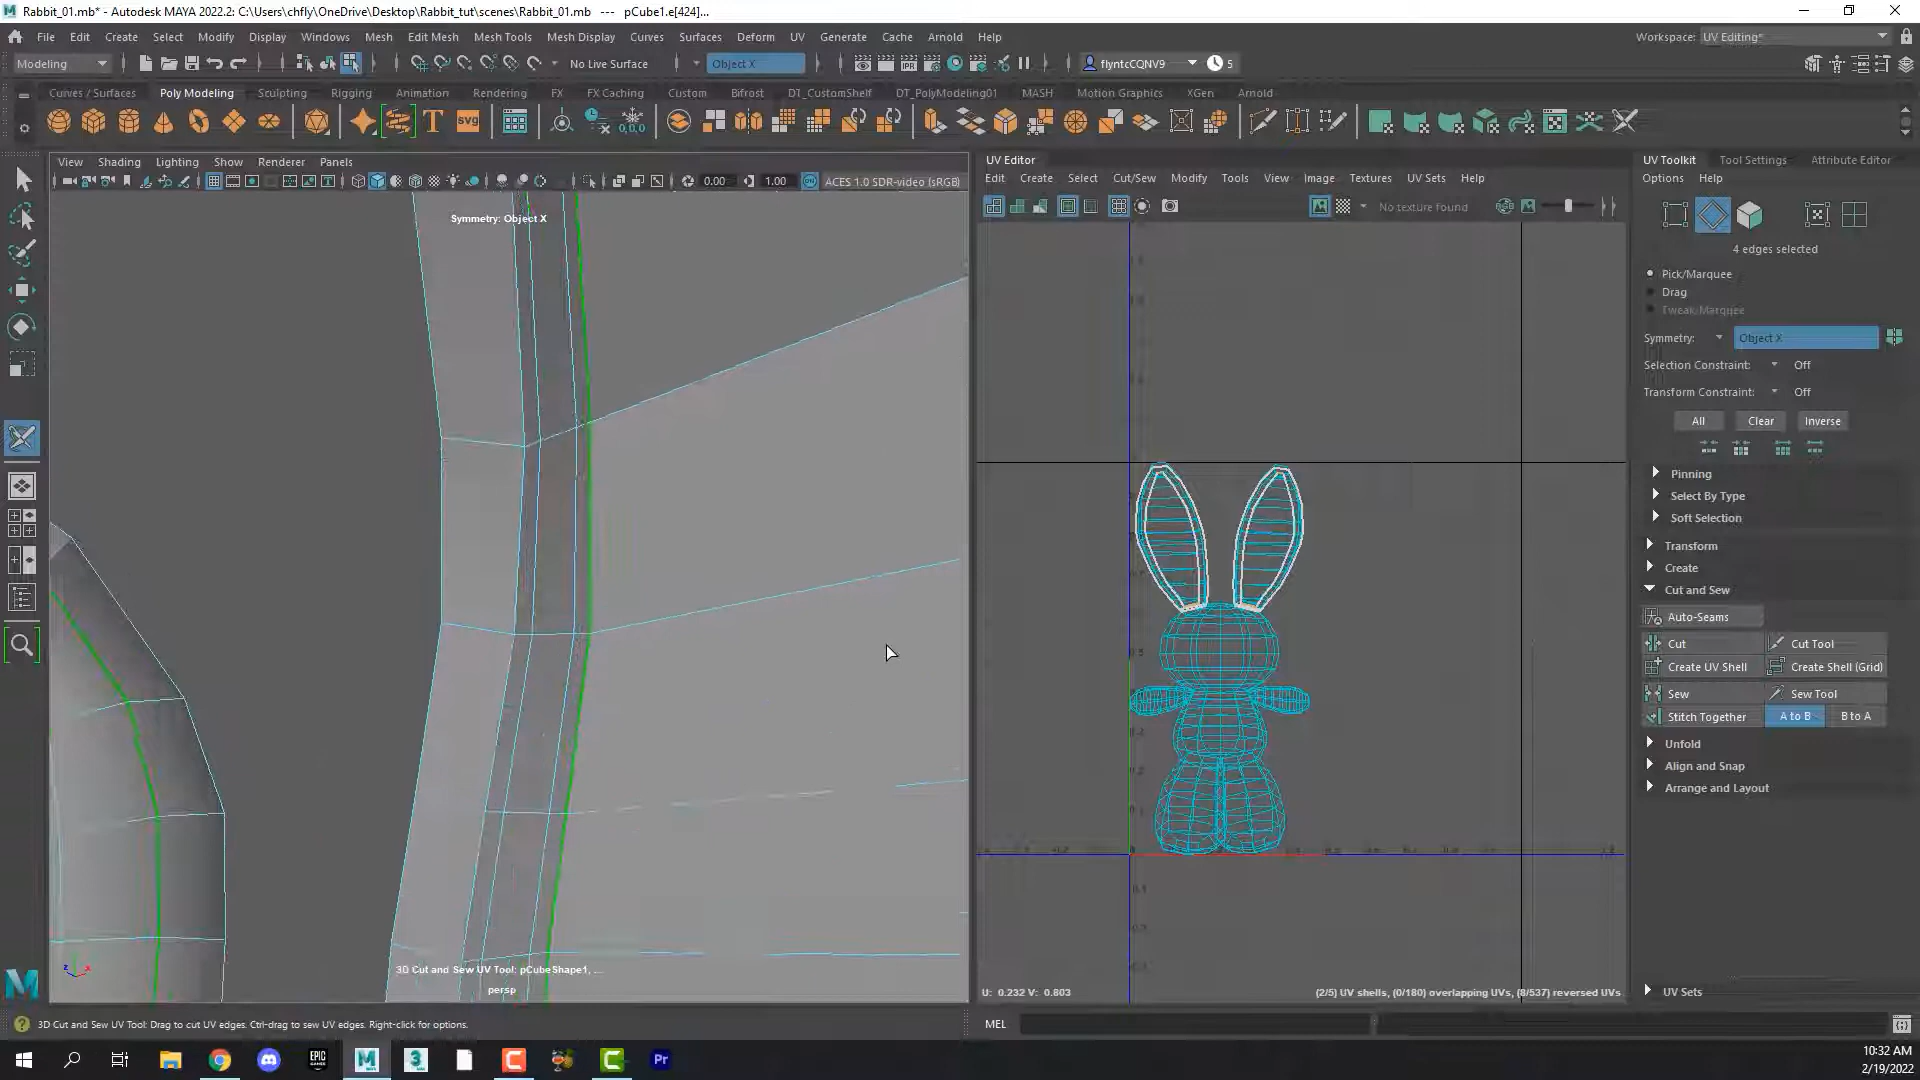 Rabbit_01.mb* - Autodesk MAYA 2022.2: C:\Users\chfly\OneDrive\Desktop\Rabbit_tut\scenes\Rabbit_01.mb --- pCube1.e[424]...
File Edit Create Select Modify Display Windows Mesh Edit Mesh Mesh Tools Mesh Display Curves Surfaces Deform UV Generate Cache Arnold Help
Workspace: UV Editing*
Modeling
No Live Surface
Object X
flyntcCQNV9
5
Curves / Surfaces Poly Modeling Sculpting Rigging Animation Rendering FX FX Caching Custom Bifrost DT_CustomShelf DT_PolyModeling01 MASH Motion Graphics XGen Arnold
SVG
0,0,0
View Shading Lighting Show Renderer Panels
0.00 1.00 ACES 1.0 SDR-video (sRGB)
Symmetry: Object X
3D Cut and Sew UV Tool: pCubeShape1, ...
persp
UV Editor
Edit Create Select Cut/Sew Modify Tools View Image Textures UV Sets Help
No texture found
U: 0.232 V: 0.803
(2/5) UV shells, (0/180) overlapping UVs, (8/537) reversed UVs
UV Toolkit Tool Settings Attribute Editor
Options Help
4 edges selected
Pick/Marquee
Drag
Tweak/Marquee
Symmetry: Object X
Selection Constraint: Off
Transform Constraint: Off
All Clear Inverse
Pinning
Select By Type
Soft Selection
Transform
Create
Cut and Sew
Auto-Seams
Cut Cut Tool
Create UV Shell Create Shell (Grid)
Sew Sew Tool
Stitch Together A to B B to A
Unfold
Align and Snap
Arrange and Layout
UV Sets
3D Cut and Sew UV Tool: Drag to cut UV edges. Ctrl-drag to sew UV edges. Right-click for options.
MEL
EPIC
Pr
10:32 AM
2/19/2022